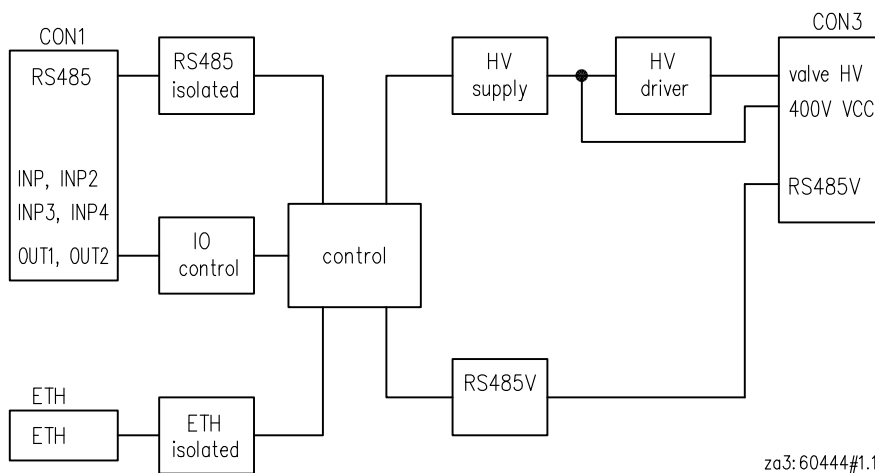 CON1
RS485
INP, INP2
INP3, INP4
OUT1, OUT2
RS485
isolated
IO
control
ETH
ETH
ETH
isolated
control
HV
supply
HV
driver
RS485V
CON3
valve HV
400V VCC
RS485V
za3:60444#1.1